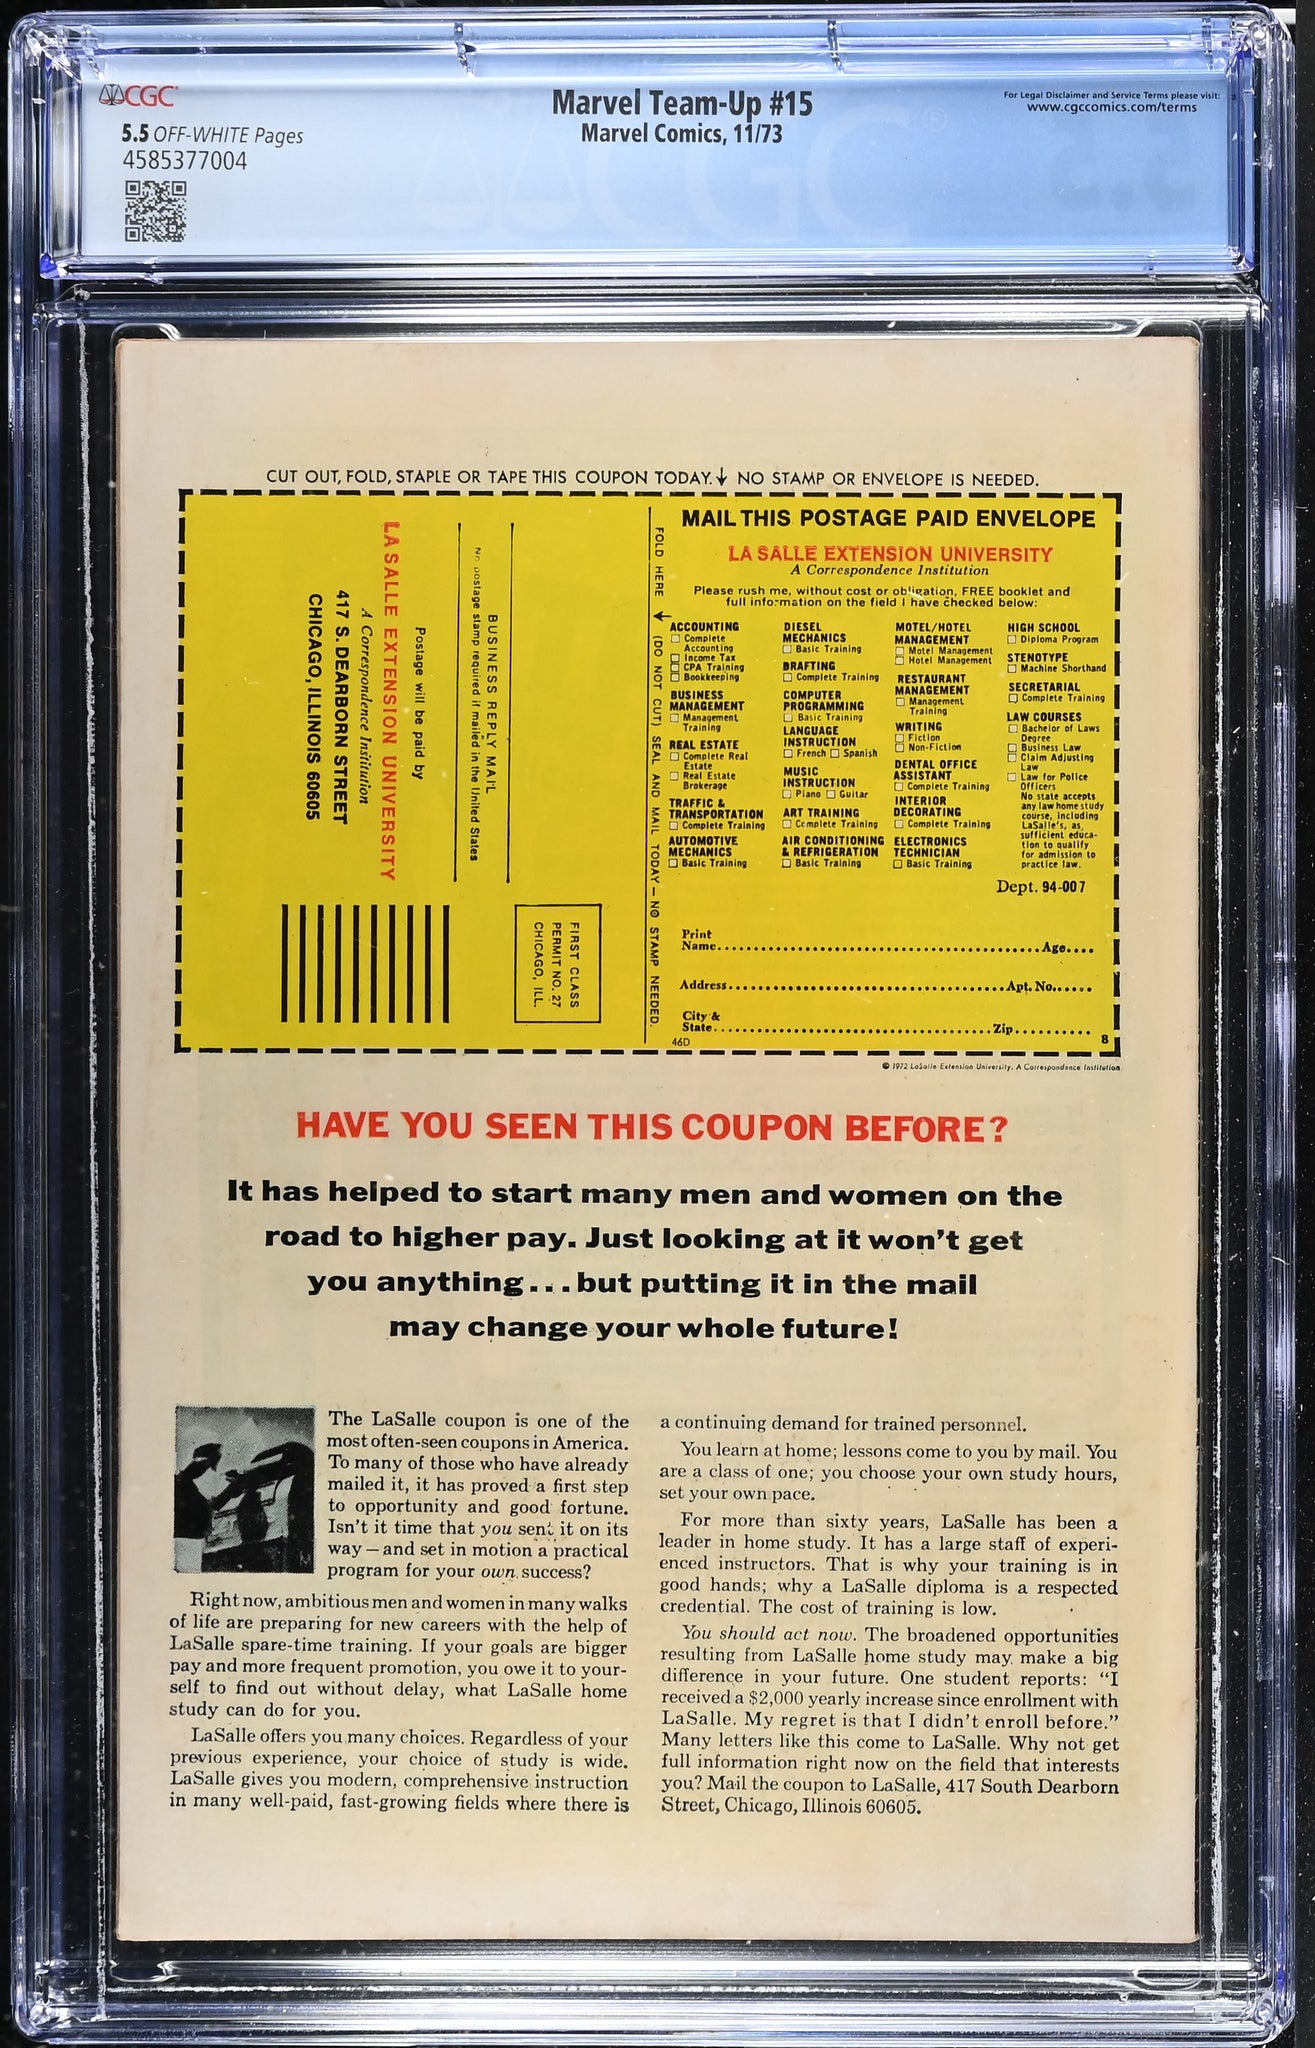 CGC
5.5 OFF-WHITE Pages
4585377004
Marvel Team-Up #15
Marvel Comics, 11/73
For Legal Disclaimer and Service Terms please visit:
www.cgccomics.com/terms
CUT OUT, FOLD, STAPLE OR TAPE THIS COUPON TODAY. NO STAMP OR ENVELOPE IS NEEDED.
BUSINESS REPLY MAIL
No postage stamp required if mailed in the United States
Postage will be paid by
LA SALLE EXTENSION UNIVERSITY
A Correspondence Institution
417 S. DEARBORN STREET
CHICAGO, ILLINOIS 60605
FIRST CLASS
PERMIT NO. 27
CHICAGO, ILL.
FOLD HERE (DO NOT CUT) SEAL AND MAIL TODAY — NO STAMP NEEDED.
MAIL THIS POSTAGE PAID ENVELOPE
LA SALLE EXTENSION UNIVERSITY
A Correspondence Institution
Please rush me, without cost or obligation, FREE booklet and
full information on the field I have checked below:
ACCOUNTING
Complete
Accounting
Income Tax
CPA Training
Bookkeeping
BUSINESS
MANAGEMENT
Management
Training
REAL ESTATE
Complete Real
Estate
Real Estate
Brokerage
TRAFFIC &
TRANSPORTATION
Complete Training
AUTOMOTIVE
MECHANICS
Basic Training
DIESEL
MECHANICS
Basic Training
DRAFTING
Complete Training
COMPUTER
PROGRAMMING
Basic Training
LANGUAGE
INSTRUCTION
French Spanish
MUSIC
INSTRUCTION
Piano Guitar
ART TRAINING
Complete Training
AIR CONDITIONING
& REFRIGERATION
Basic Training
MOTEL/HOTEL
MANAGEMENT
Motel Management
Hotel Management
RESTAURANT
MANAGEMENT
Management
Training
WRITING
Fiction
Non-Fiction
DENTAL OFFICE
ASSISTANT
Complete Training
INTERIOR
DECORATING
Complete Training
ELECTRONICS
TECHNICIAN
Basic Training
HIGH SCHOOL
Diploma Program
STENOTYPE
Machine Shorthand
SECRETARIAL
Complete Training
LAW COURSES
Bachelor of Laws
Degree
Business Law
Claim Adjusting
Law
Law for Police
Officers
No state accepts
any law home study
course, including
LaSalle's, as
sufficient educa-
tion to qualify
for admission to
practice law.
Dept. 94-007
Print
Name Age
Address Apt. No.
City &
State Zip
46D
8
© 1972 LaSalle Extension University. A Correspondence Institution
HAVE YOU SEEN THIS COUPON BEFORE?
It has helped to start many men and women on the
road to higher pay. Just looking at it won't get
you anything...but putting it in the mail
may change your whole future!
The LaSalle coupon is one of the
most often-seen coupons in America.
To many of those who have already
mailed it, it has proved a first step
to opportunity and good fortune.
Isn't it time that you sent it on its
way — and set in motion a practical
program for your own success?
Right now, ambitious men and women in many walks
of life are preparing for new careers with the help of
LaSalle spare-time training. If your goals are bigger
pay and more frequent promotion, you owe it to your-
self to find out without delay, what LaSalle home
study can do for you.
LaSalle offers you many choices. Regardless of your
previous experience, your choice of study is wide.
LaSalle gives you modern, comprehensive instruction
in many well-paid, fast-growing fields where there is
a continuing demand for trained personnel.
You learn at home; lessons come to you by mail. You
are a class of one; you choose your own study hours,
set your own pace.
For more than sixty years, LaSalle has been a
leader in home study. It has a large staff of experi-
enced instructors. That is why your training is in
good hands; why a LaSalle diploma is a respected
credential. The cost of training is low.
You should act now. The broadened opportunities
resulting from LaSalle home study may make a big
difference in your future. One student reports: "I
received a $2,000 yearly increase since enrollment with
LaSalle. My regret is that I didn't enroll before."
Many letters like this come to LaSalle. Why not get
full information right now on the field that interests
you? Mail the coupon to LaSalle, 417 South Dearborn
Street, Chicago, Illinois 60605.